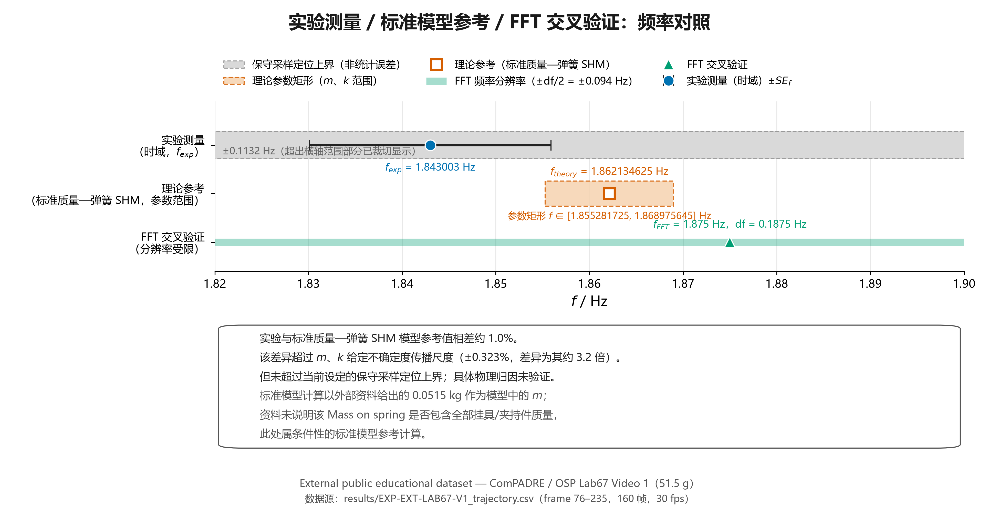 实验测量 / 标准模型参考 / FFT 交叉验证：频率对照
保守采样定位上界（非统计误差）
理论参数矩形（m、k 范围）
理论参考（标准质量—弹簧 SHM）
FFT 频率分辨率（±df/2 = ±0.094 Hz）
FFT 交叉验证
实验测量（时域）±SE_f
实验测量
（时域，f_exp）
±0.1132 Hz（超出横轴范围部分已裁切显示）
f_exp = 1.843003 Hz
f_theory = 1.862134625 Hz
理论参考
（标准质量—弹簧 SHM，参数范围）
参数矩形 f ∈ [1.855281725, 1.868975645] Hz
f_FFT = 1.875 Hz，df = 0.1875 Hz
FFT 交叉验证
（分辨率受限）
1.82 1.83 1.84 1.85 1.86 1.87 1.88 1.89 1.90
f / Hz
实验与标准质量—弹簧 SHM 模型参考值相差约 1.0%。
该差异超过 m、k 给定不确定度传播尺度（±0.323%，差异为其约 3.2 倍）。
但未超过当前设定的保守采样定位上界；具体物理归因未验证。
标准模型计算以外部资料给出的 0.0515 kg 作为模型中的 m；
资料未说明该 Mass on spring 是否包含全部挂具/夹持件质量，
此处属条件性的标准模型参考计算。
External public educational dataset — ComPADRE / OSP Lab67 Video 1（51.5 g）
数据源：results/EXP-EXT-LAB67-V1_trajectory.csv（frame 76–235，160 帧，30 fps）